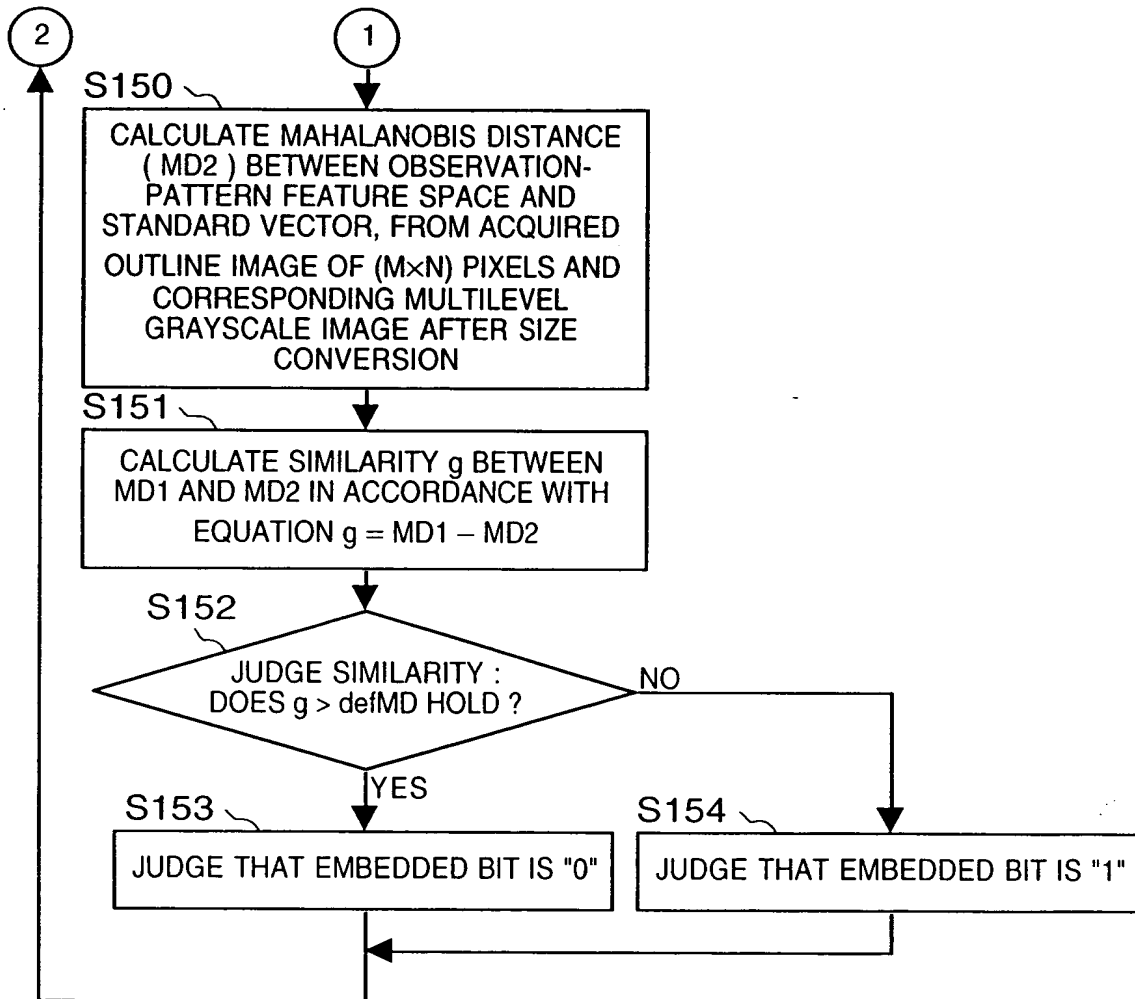 2
1
S150
CALCULATE MAHALANOBIS DISTANCE
( MD2 ) BETWEEN OBSERVATION-
PATTERN FEATURE SPACE AND
STANDARD VECTOR, FROM ACQUIRED
OUTLINE IMAGE OF (M×N) PIXELS AND
CORRESPONDING MULTILEVEL
GRAYSCALE IMAGE AFTER SIZE
CONVERSION
S151
CALCULATE SIMILARITY g BETWEEN
MD1 AND MD2 IN ACCORDANCE WITH
EQUATION g = MD1 – MD2
S152
JUDGE SIMILARITY :
DOES g > defMD HOLD ?
NO
YES
S153
JUDGE THAT EMBEDDED BIT IS "0"
S154
JUDGE THAT EMBEDDED BIT IS "1"